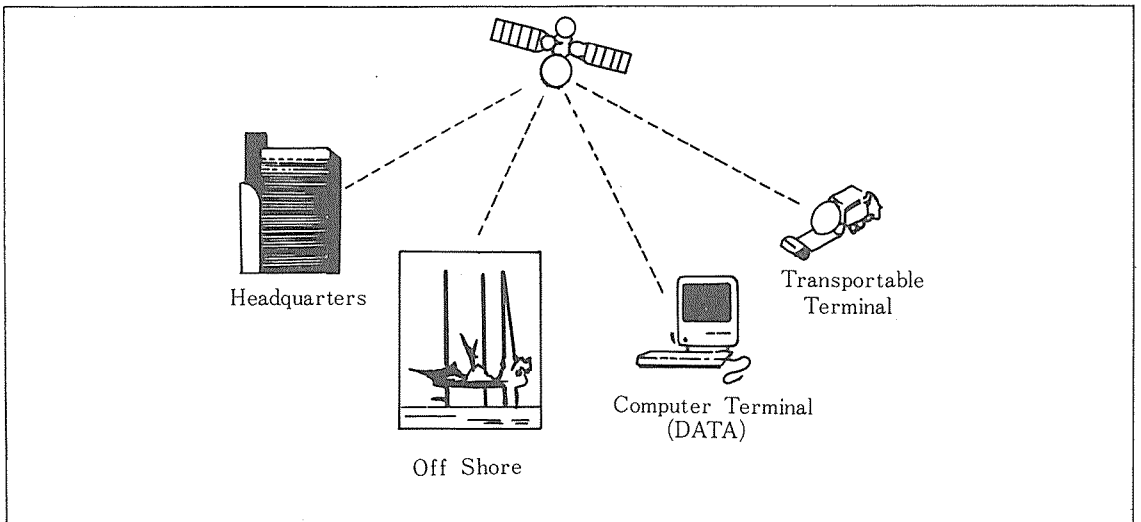 Headquarters
Off Shore
Computer Terminal
(DATA)
Transportable
Terminal